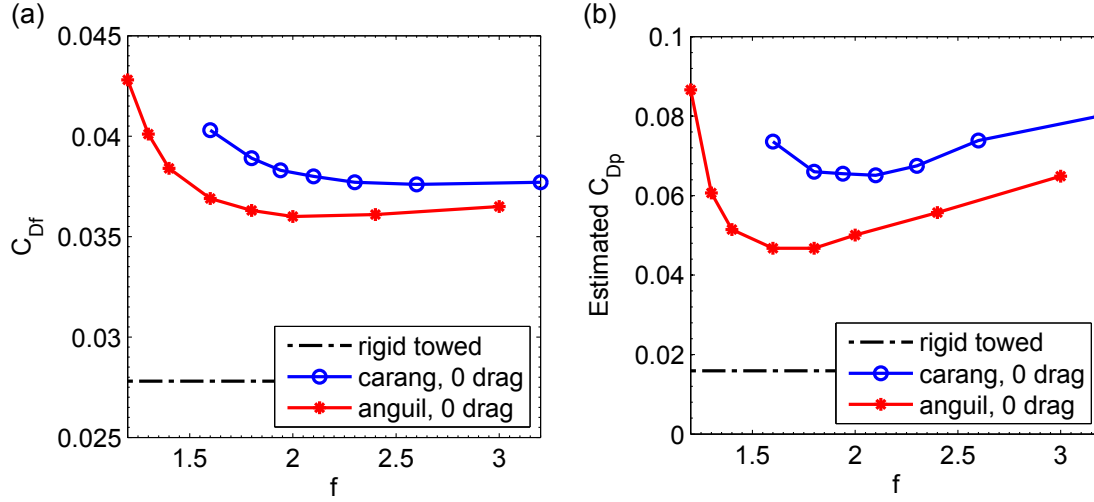 (a)
0.045
0.04
0.035
0.03
0.025
C_Df
1.5
2
2.5
3
f
rigid towed
carang, 0 drag
anguil, 0 drag
(b)
0.1
0.08
0.06
0.04
0.02
0
Estimated C_Dp
1.5
2
2.5
3
f
rigid towed
carang, 0 drag
anguil, 0 drag